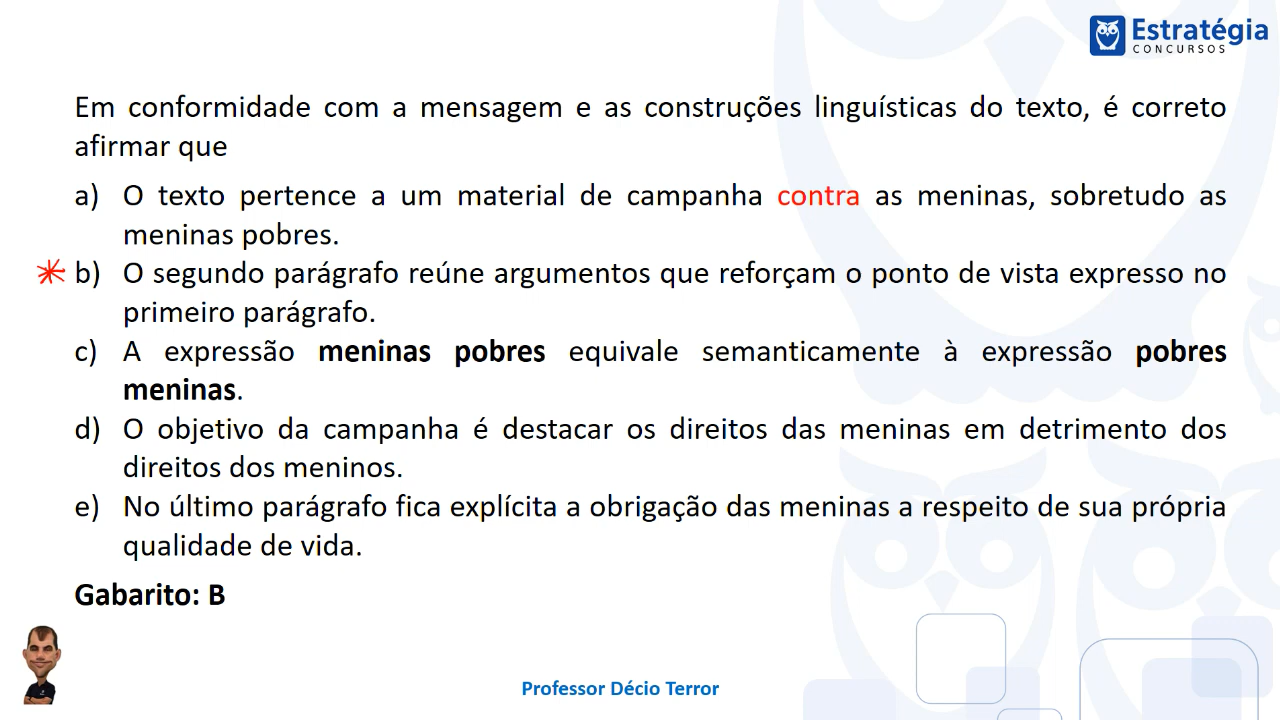 Estratégia
CONCURSOS
Em conformidade com a mensagem e as construções linguísticas do texto, é correto
afirmar que
a) O texto pertence a um material de campanha contra as meninas, sobretudo as
meninas pobres.
b) O segundo parágrafo reúne argumentos que reforçam o ponto de vista expresso no
primeiro parágrafo.
c) A expressão meninas pobres equivale semanticamente à expressão pobres
meninas.
d) O objetivo da campanha é destacar os direitos das meninas em detrimento dos
direitos dos meninos.
e) No último parágrafo fica explícita a obrigação das meninas a respeito de sua própria
qualidade de vida.
Gabarito: B
Professor Décio Terror